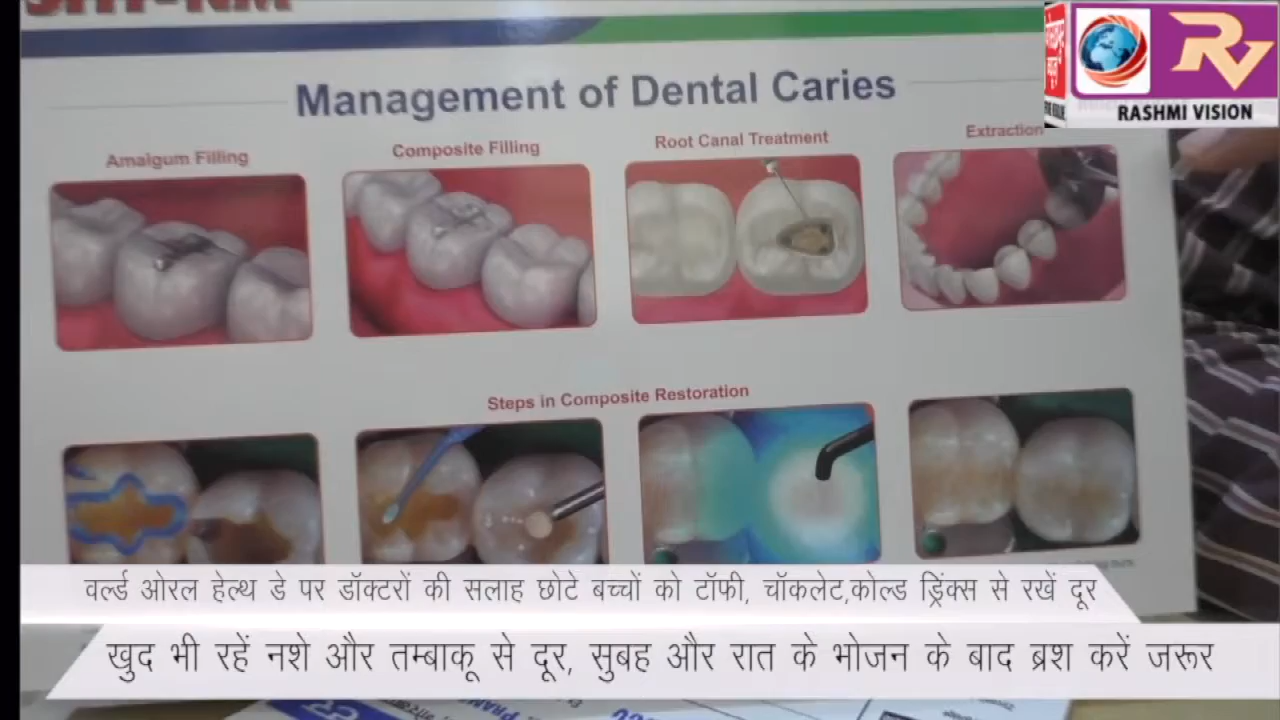 Management of Dental Caries
RASHMI VISION
Amalgum Filling
Composite Filling
Root Canal Treatment
Extraction
Steps in Composite Restoration
वर्ल्ड ओरल हेल्थ डे पर डॉक्टरों की सलाह छोटे बच्चों को टॉफी, चॉकलेट,कोल्ड ड्रिंक्स से रखें दूर
खुद भी रहें नशे और तम्बाकू से दूर, सुबह और रात के भोजन के बाद ब्रश करें जरूर